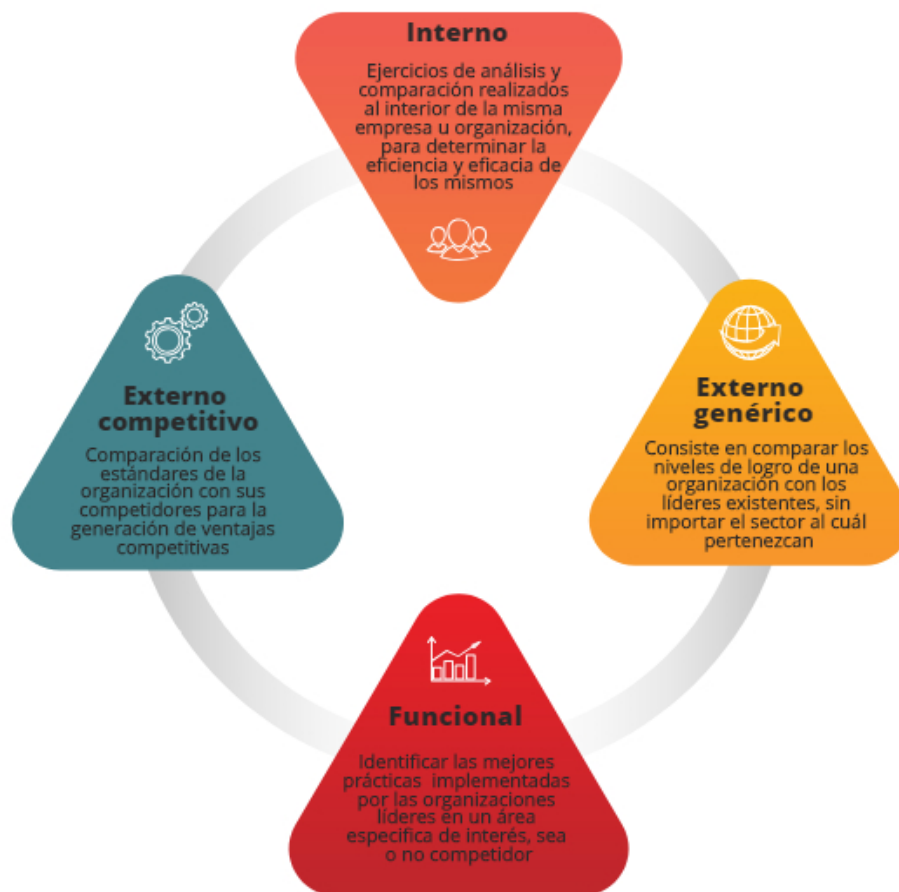 Interno
Ejercicios de análisis y
comparación realizados
al interior de la misma
empresa u organización,
para determinar la
eficiencia y eficacia de
los mismos
Externo
competitivo
Comparación de los
estándares de la
organización con sus
competidores para la
generación de ventajas
competitivas
Externo
genérico
Consiste en comparar los
niveles de logro de una
organización con los
líderes existentes, sin
importar el sector al cuál
pertenezcan
Funcional
Identificar las mejores
prácticas implementadas
por las organizaciones
líderes en un área
especifica de interés, sea
o no competidor